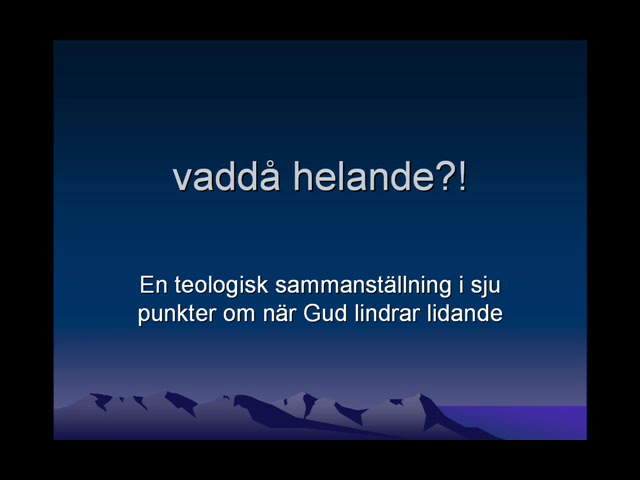 vaddå helande?!
En teologisk sammanställning i sju
punkter om när Gud lindrar lidande